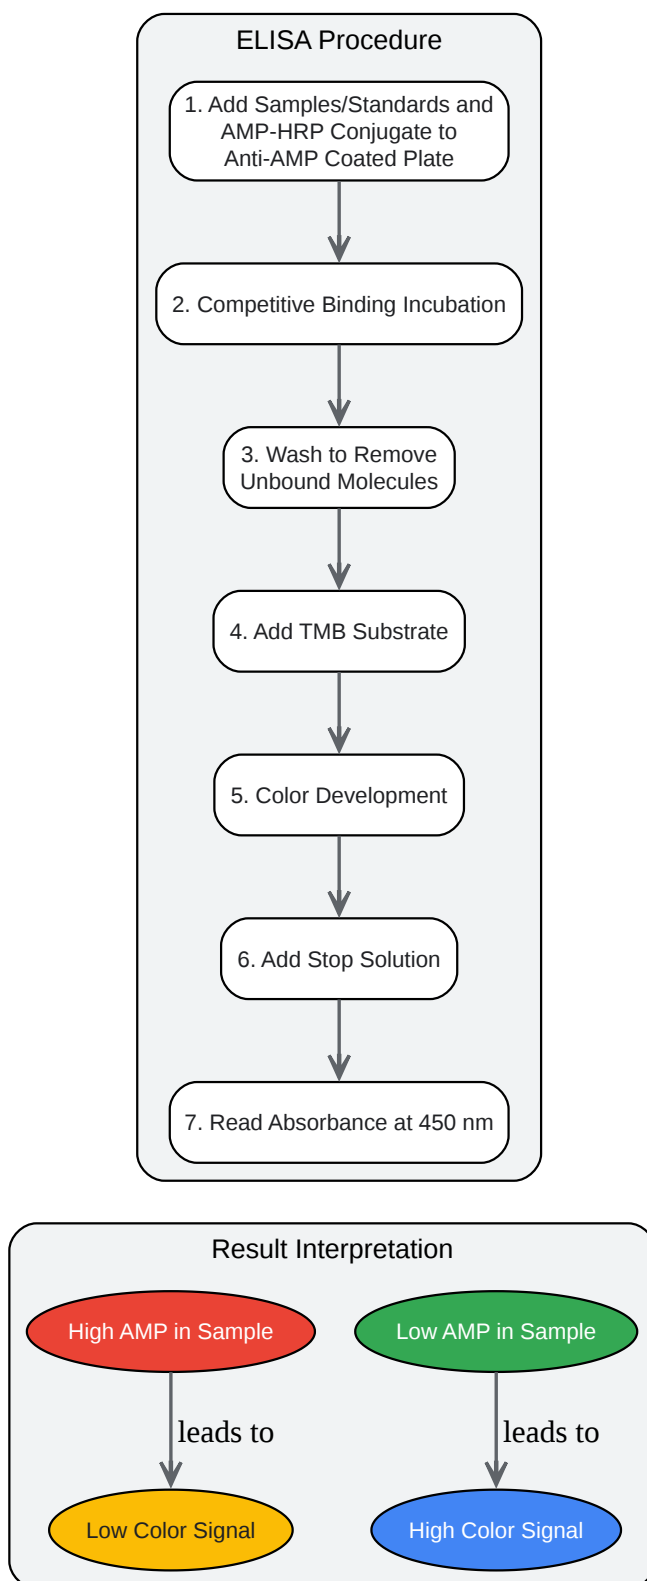 ELISA Procedure
1. Add Samples/Standards and
AMP-HRP Conjugate to
Anti-AMP Coated Plate
2. Competitive Binding Incubation
3. Wash to Remove
Unbound Molecules
4. Add TMB Substrate
5. Color Development
6. Add Stop Solution
7. Read Absorbance at 450 nm
Result Interpretation
High AMP in Sample
Low AMP in Sample
leads to
leads to
Low Color Signal
High Color Signal